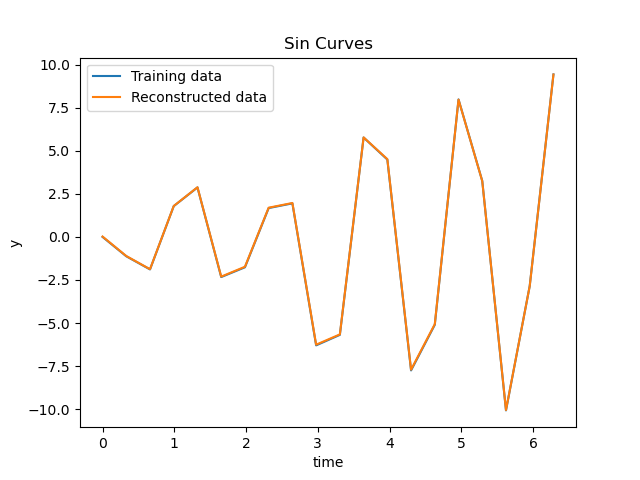 Sin Curves
Training data
Reconstructed data
10.0
7.5
5.0
2.5
0.0
−2.5
−5.0
−7.5
−10.0
y
0 1 2 3 4 5 6
time